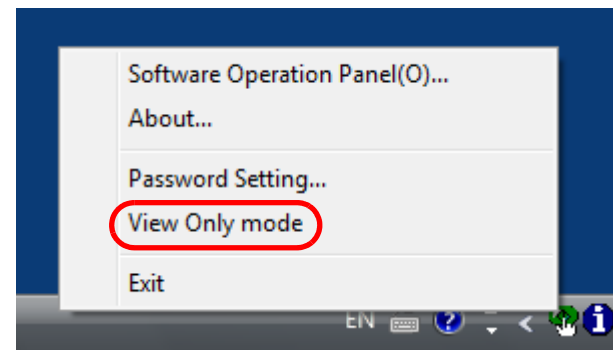 Software Operation Panel(O)...
About...
Password Setting...
View Only mode
Exit
EN